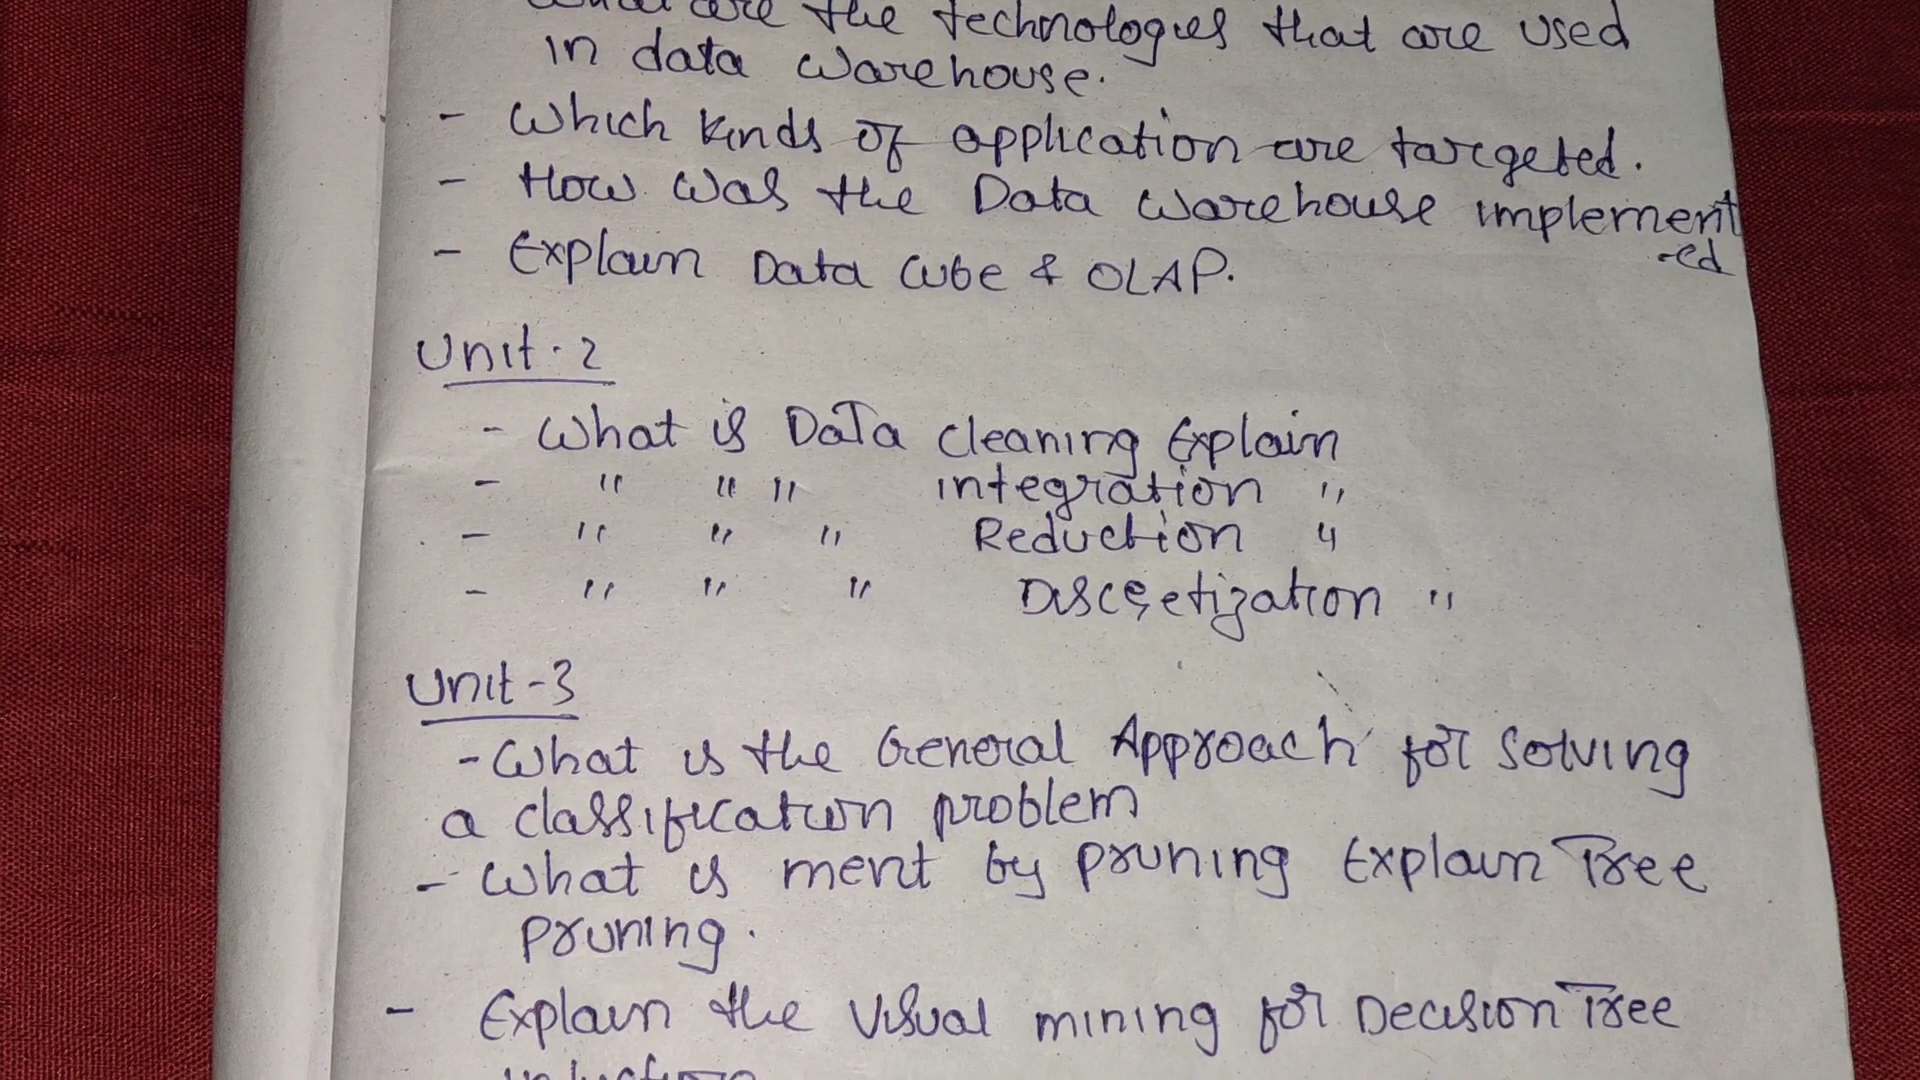 What are the technologies that are used
in data warehouse.
- Which kinds of application are targeted.
- How was the Data warehouse implement
-ed
- Explain Data Cube & OLAP.
Unit-2
- What is Data cleaning Explain
- " " " integration "
- " " " Reduction "
- " " " Discretization "
Unit-3
- What is the General Approach for solving
a classification problem
- What is ment by pruning Explain Tree
pruning.
- Explain the Visual mining for Decision Tree
induction